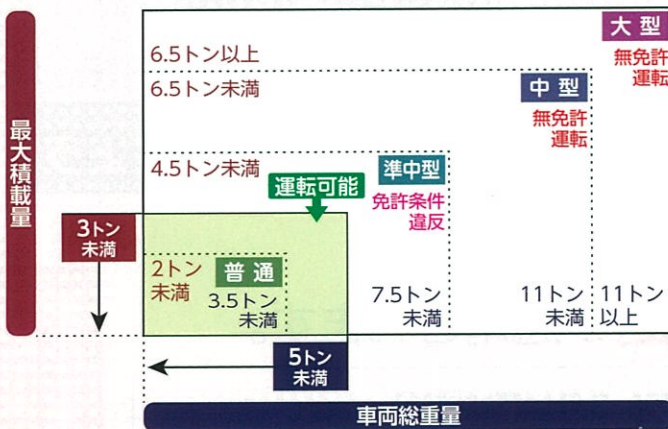 大型
無免許
運転
6.5トン以上
6.5トン未満
中型
無免許
運転
最大積載量
4.5トン未満
準中型
免許条件
違反
運転可能
3トン
未満
2トン
未満
普通
3.5トン
未満
7.5トン
未満
11トン
未満
11トン
以上
5トン
未満
車両総重量